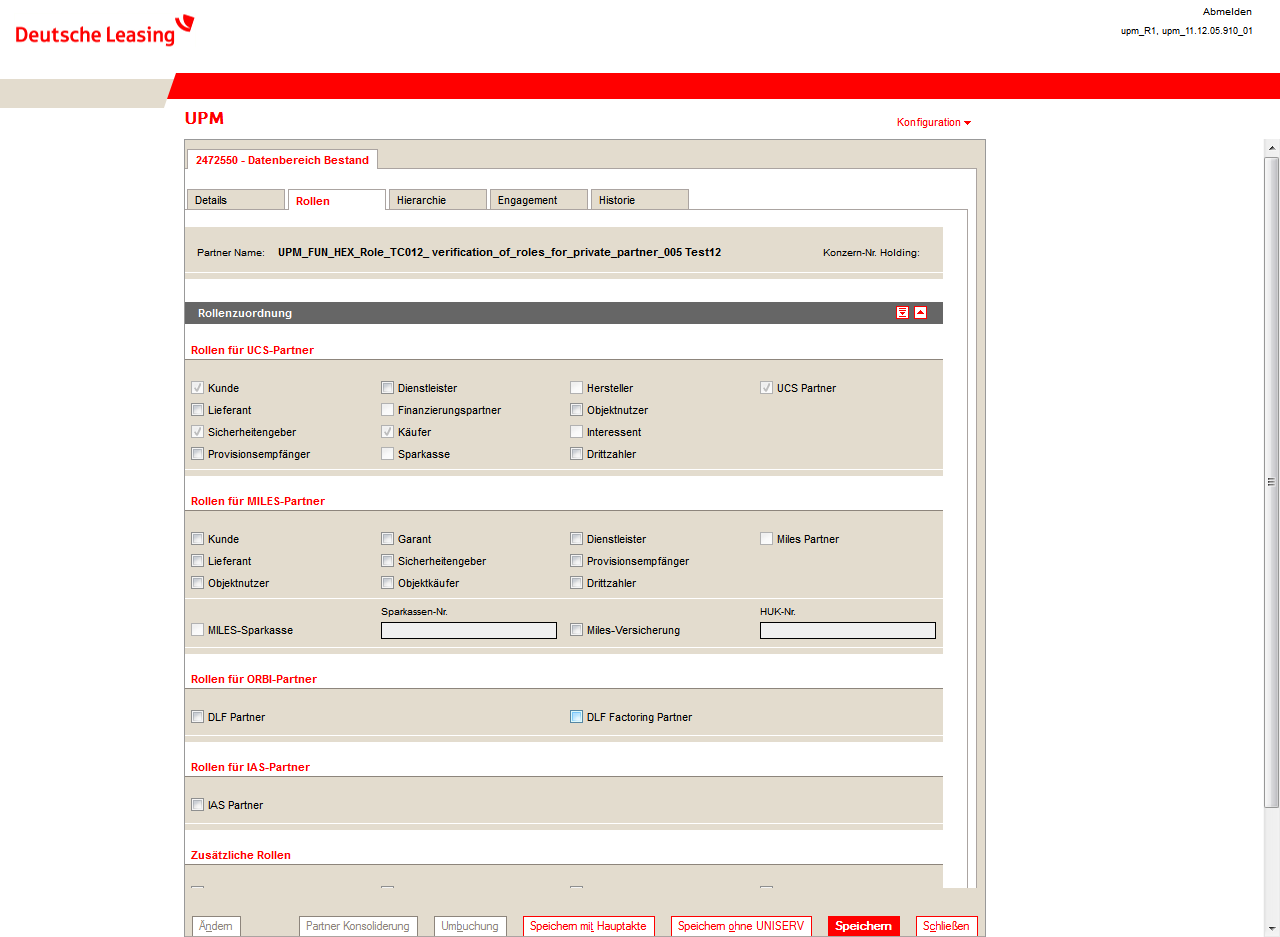 Deutsche Leasing
Abmelden
upm_R1, upm_11.12.05.910_01
UPM
Konfiguration
2472550 - Datenbereich Bestand
Details Rollen Hierarchie Engagement Historie
Partner Name: UPM_FUN_HEX_Role_TC012_ verification_of_roles_for_private_partner_005 Test12 Konzern-Nr. Holding:
Rollenzuordnung
Rollen für UCS-Partner
Kunde Dienstleister Hersteller UCS Partner
Lieferant Finanzierungspartner Objektnutzer
Sicherheitengeber Käufer Interessent
Provisionsempfänger Sparkasse Drittzahler
Rollen für MILES-Partner
Kunde Garant Dienstleister Miles Partner
Lieferant Sicherheitengeber Provisionsempfänger
Objektnutzer Objektkäufer Drittzahler
Sparkassen-Nr. HUK-Nr.
MILES-Sparkasse Miles-Versicherung
Rollen für ORBI-Partner
DLF Partner DLF Factoring Partner
Rollen für IAS-Partner
IAS Partner
Zusätzliche Rollen
Ändern Partner Konsoliderung Umbuchung Speichern mit Hauptakte Speichern ohne UNISERV Speichern Schließen